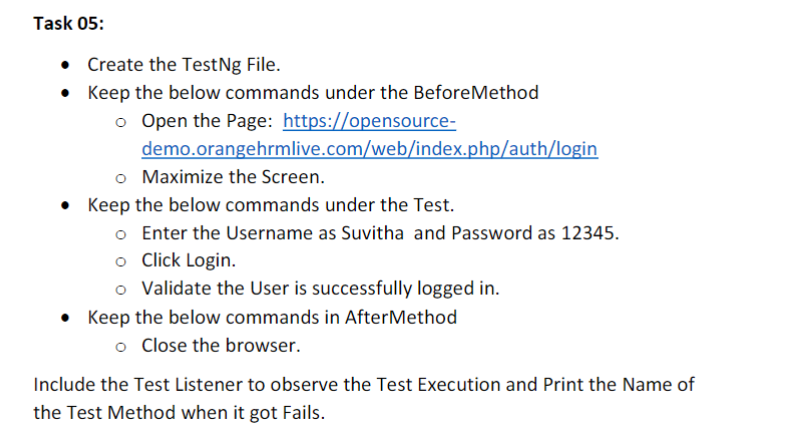 Task 05:
• Create the TestNg File.
• Keep the below commands under the BeforeMethod
o Open the Page: https://opensource-
demo.orangehrmlive.com/web/index.php/auth/login
o Maximize the Screen.
• Keep the below commands under the Test.
o Enter the Username as Suvitha and Password as 12345.
o Click Login.
o Validate the User is successfully logged in.
• Keep the below commands in AfterMethod
o Close the browser.
Include the Test Listener to observe the Test Execution and Print the Name of
the Test Method when it got Fails.